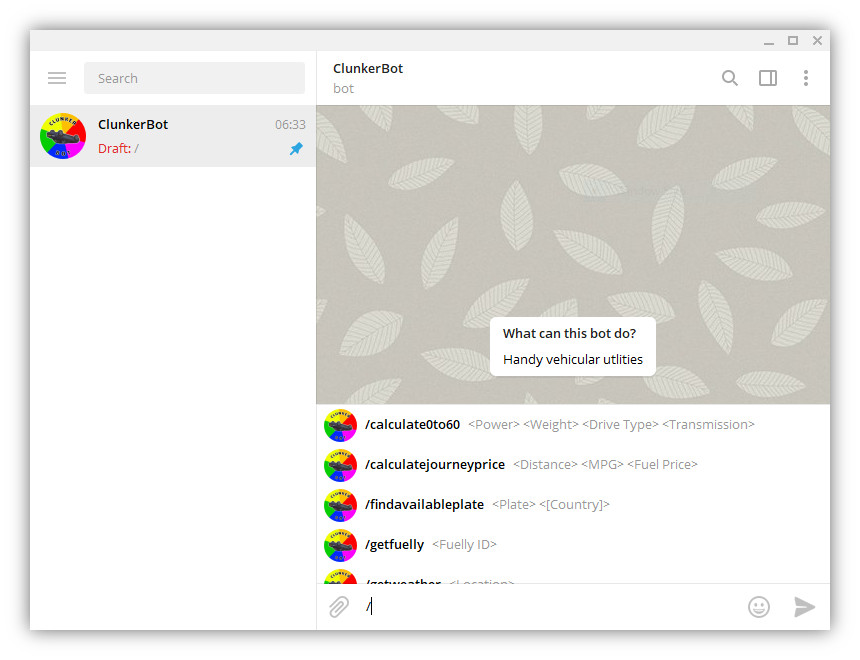 Search
ClunkerBot
bot
ClunkerBot 06:33
Draft: /
What can this bot do?
Handy vehicular utlities
/calculate0to60 <Power> <Weight> <Drive Type> <Transmission>
/calculatejourneyprice <Distance> <MPG> <Fuel Price>
/findavailableplate <Plate> <[Country]>
/getfuelly <Fuelly ID>
/getweather <Location>
/